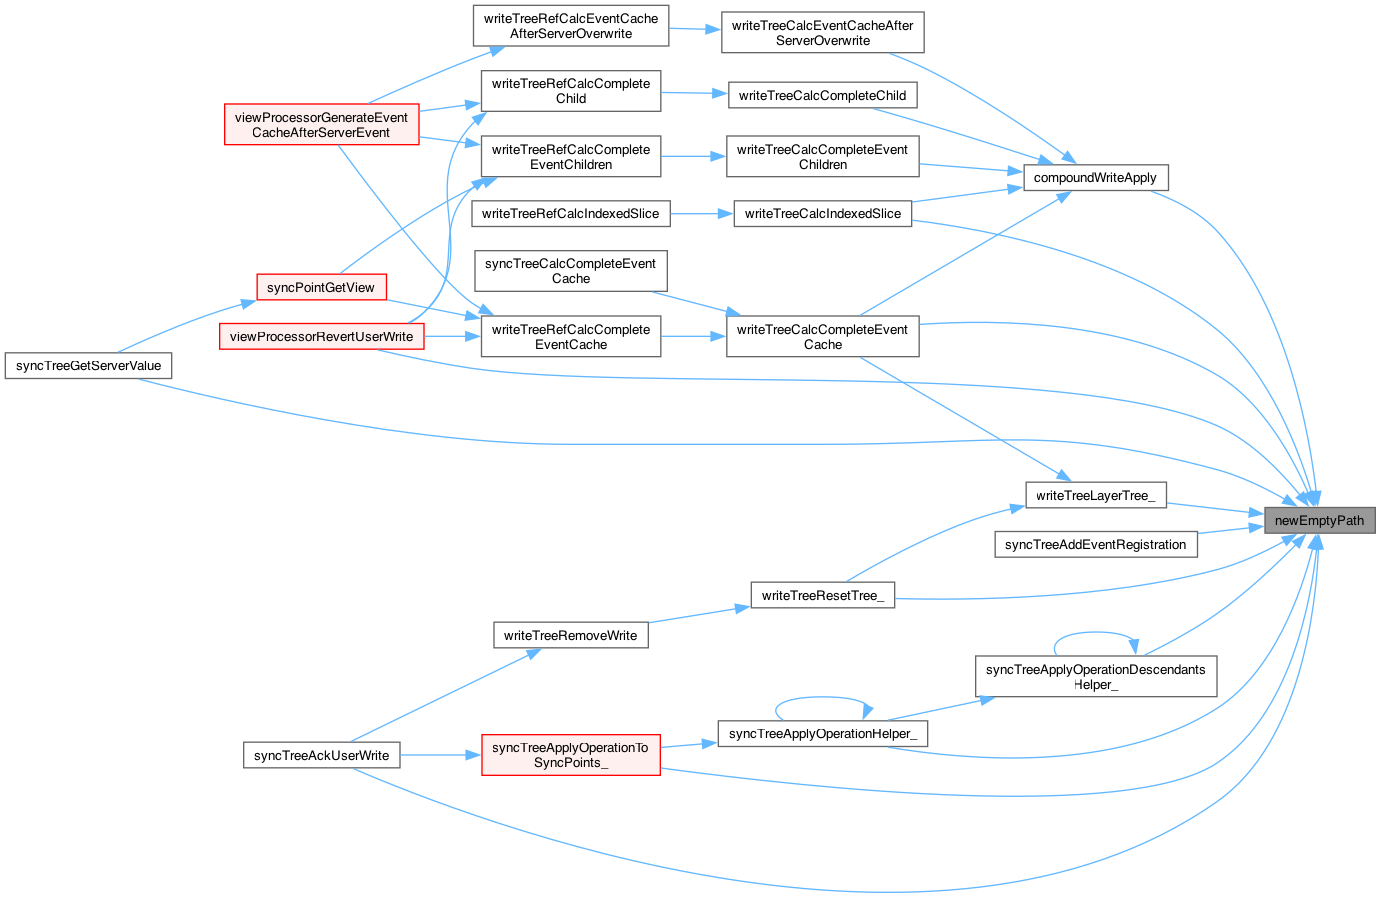 writeTreeRefCalcEventCache
AfterServerOverwrite
writeTreeCalcEventCacheAfter
ServerOverwrite
writeTreeRefCalcComplete
Child
writeTreeCalcCompleteChild
viewProcessorGenerateEvent
CacheAfterServerEvent
writeTreeRefCalcComplete
EventChildren
writeTreeCalcCompleteEvent
Children
compoundWriteApply
writeTreeRefCalcIndexedSlice
writeTreeCalcIndexedSlice
syncTreeCalcCompleteEvent
Cache
syncPointGetView
viewProcessorRevertUserWrite
writeTreeRefCalcComplete
EventCache
writeTreeCalcCompleteEvent
Cache
syncTreeGetServerValue
writeTreeLayerTree_
newEmptyPath
syncTreeAddEventRegistration
writeTreeResetTree_
writeTreeRemoveWrite
syncTreeApplyOperationDescendants
Helper_
syncTreeApplyOperationHelper_
syncTreeAckUserWrite
syncTreeApplyOperationTo
SyncPoints_